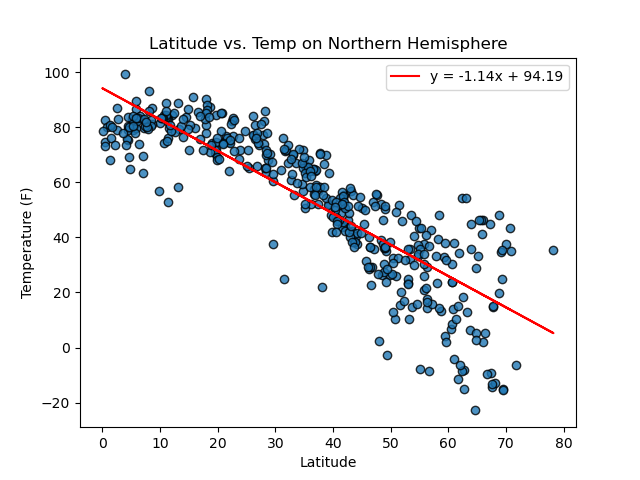 Latitude vs. Temp on Northern Hemisphere
y = -1.14x + 94.19
Temperature (F)
100
80
60
40
20
0
−20
0 10 20 30 40 50 60 70 80
Latitude